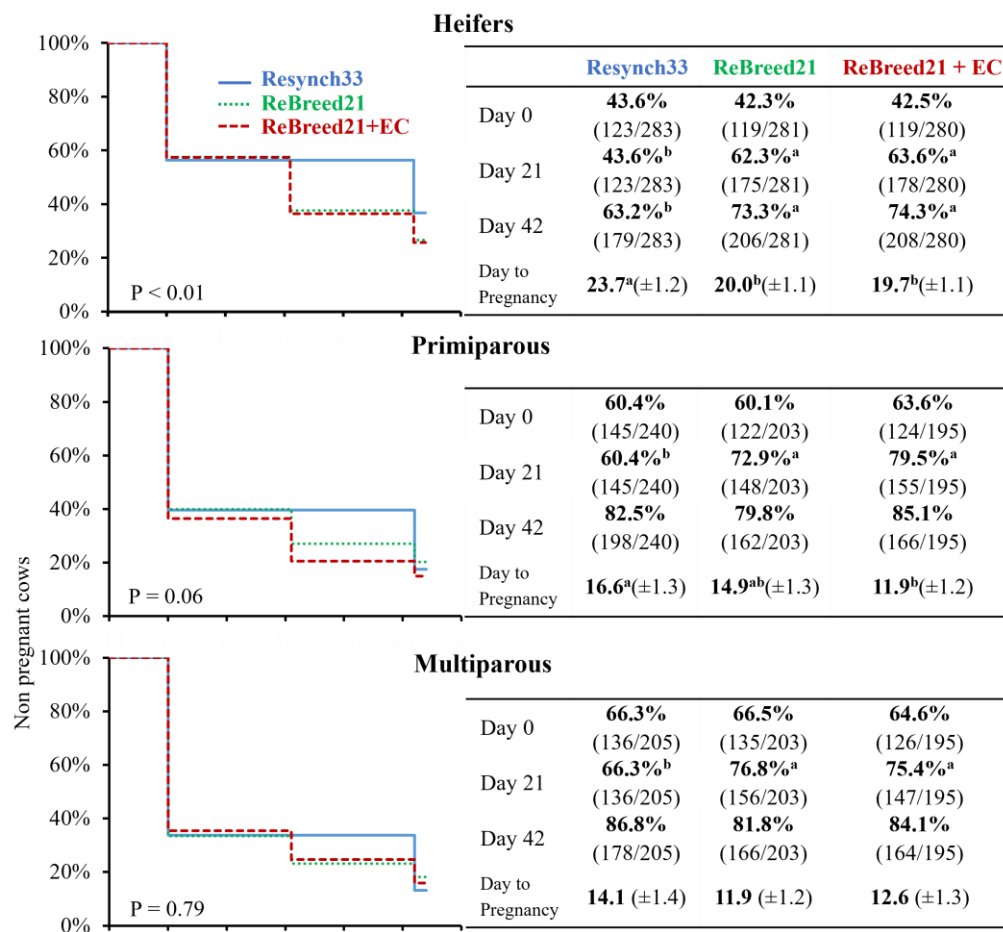 Heifers
100%
80%
60%
40%
20%
0%
Resynch33
ReBreed21
ReBreed21+EC
P < 0.01
Resynch33 ReBreed21 ReBreed21 + EC
Day 0 43.6% 42.3% 42.5%
(123/283) (119/281) (119/280)
Day 21 43.6%b 62.3%a 63.6%a
(123/283) (175/281) (178/280)
Day 42 63.2%b 73.3%a 74.3%a
(179/283) (206/281) (208/280)
Day to
Pregnancy 23.7a(±1.2) 20.0b(±1.1) 19.7b(±1.1)
Primiparous
100%
80%
60%
40%
20%
0%
P = 0.06
Day 0 60.4% 60.1% 63.6%
(145/240) (122/203) (124/195)
Day 21 60.4%b 72.9%a 79.5%a
(145/240) (148/203) (155/195)
Day 42 82.5% 79.8% 85.1%
(198/240) (162/203) (166/195)
Day to
Pregnancy 16.6a(±1.3) 14.9ab(±1.3) 11.9b(±1.2)
Multiparous
Non pregnant cows
100%
80%
60%
40%
20%
0%
P = 0.79
Day 0 66.3% 66.5% 64.6%
(136/205) (135/203) (126/195)
Day 21 66.3%b 76.8%a 75.4%a
(136/205) (156/203) (147/195)
Day 42 86.8% 81.8% 84.1%
(178/205) (166/203) (164/195)
Day to
Pregnancy 14.1 (±1.4) 11.9 (±1.2) 12.6 (±1.3)